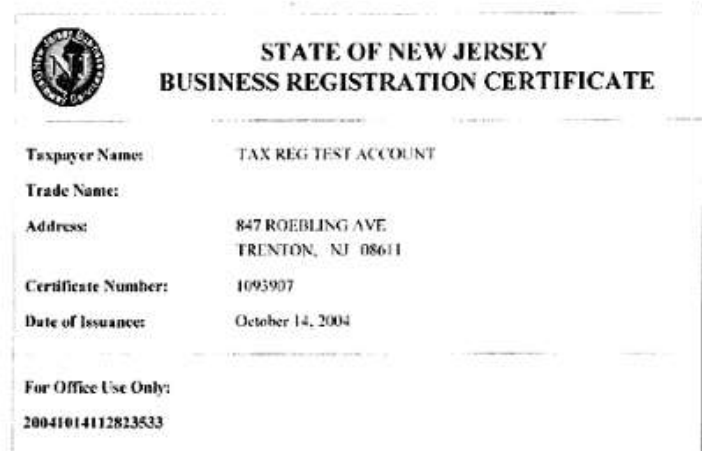 STATE OF NEW JERSEY
BUSINESS REGISTRATION CERTIFICATE
Taxpayer Name: TAX REG TEST ACCOUNT
Trade Name:
Address: 847 ROEBLING AVE
TRENTON, NJ 08611
Certificate Number: 1093907
Date of Issuance: October 14, 2004
For Office Use Only:
20041014112823533